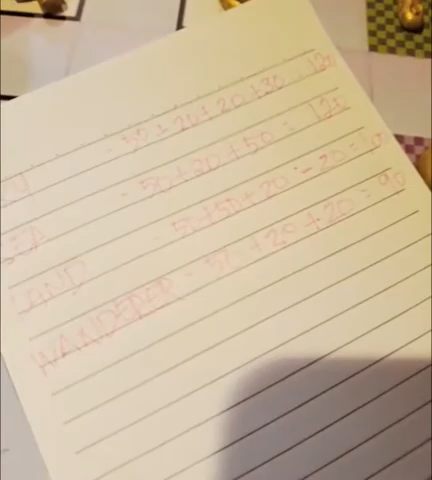 - 50 + 20 + 20 + 30 = 120
- 50 + 20 + 50 = 120
LAND - 50 + 50 + 20 - 20 =
WANDERER - 50 + 20 + 20 = 90